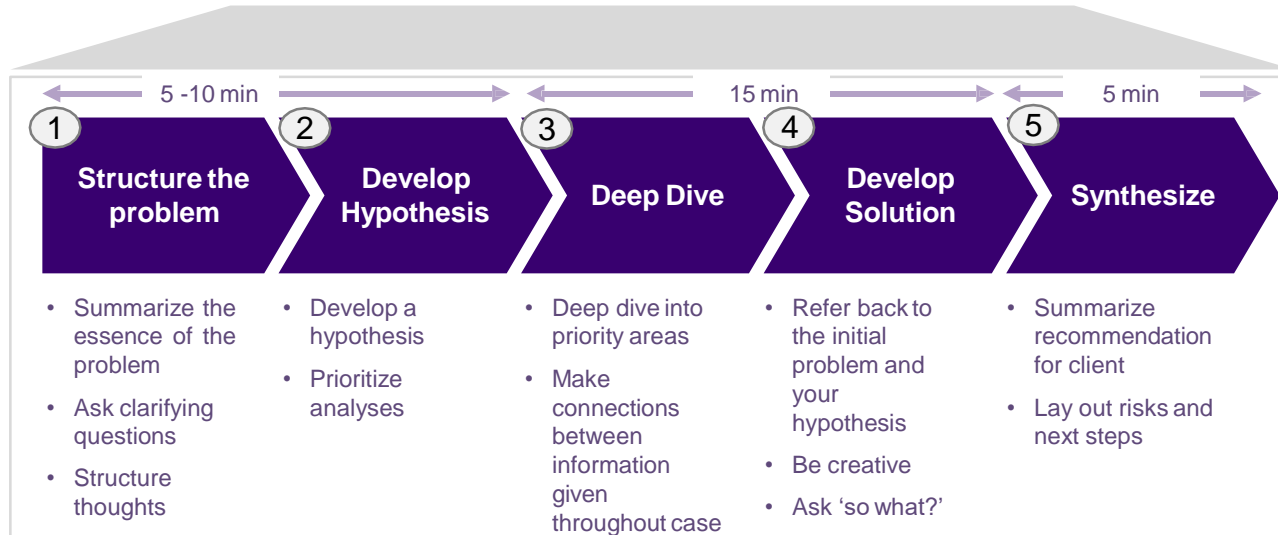 5 -10 min
15 min
5 min
1
2
3
4
5
Structure the
problem
Develop
Hypothesis
Deep Dive
Develop
Solution
Synthesize
• Summarize the
essence of the
problem
• Ask clarifying
questions
• Structure
thoughts
• Develop a
hypothesis
• Prioritize
analyses
• Deep dive into
priority areas
• Make
connections
between
information
given
throughout case
• Refer back to
the initial
problem and
your
hypothesis
• Be creative
• Ask ‘so what?’
• Summarize
recommendation
for client
• Lay out risks and
next steps